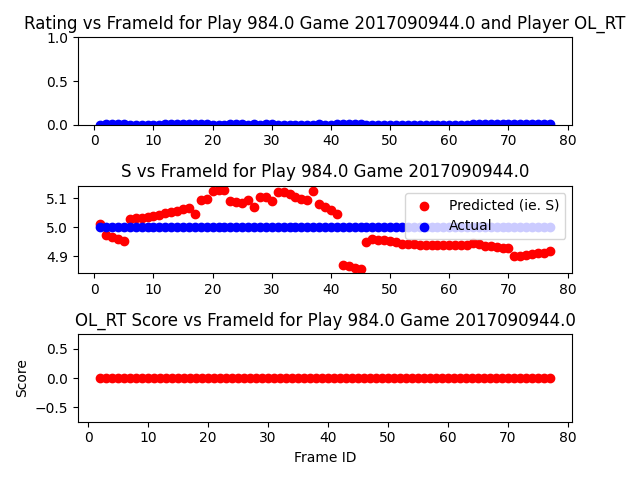 Rating vs FrameId for Play 984.0 Game 2017090944.0 and Player OL_RT
1.0
0.5
0.0
0 10 20 30 40 50 60 70 80
S vs FrameId for Play 984.0 Game 2017090944.0
5.1
5.0
4.9
Predicted (ie. S)
Actual
0 10 20 30 40 50 60 70 80
OL_RT Score vs FrameId for Play 984.0 Game 2017090944.0
Score
0.5
0.0
−0.5
0 10 20 30 40 50 60 70 80
Frame ID